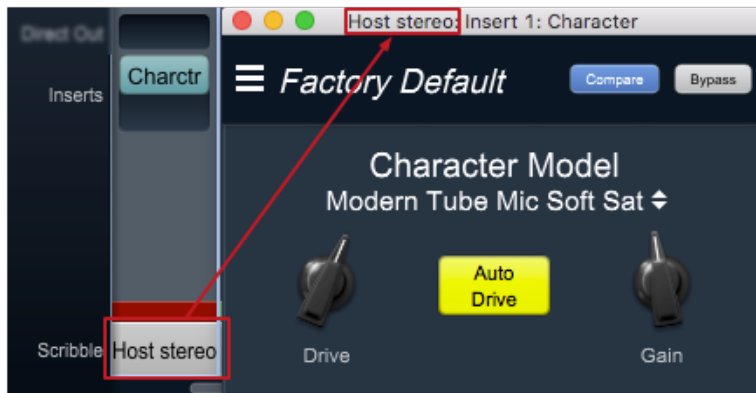 Direct Out
Host stereo: Insert 1: Character
Inserts
Charctr
Factory Default
Compare
Bypass
Character Model
Modern Tube Mic Soft Sat
Auto
Drive
Drive
Gain
Scribble
Host stereo